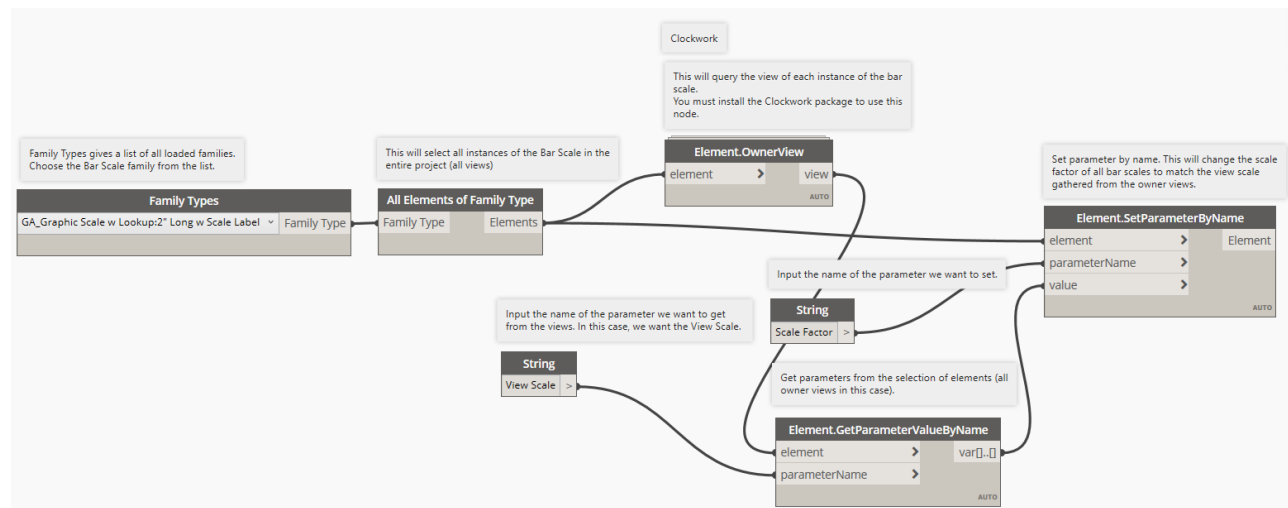 Clockwork
This will query the view of each instance of the bar
scale.
You must install the Clockwork package to use this
node.
Family Types gives a list of all loaded families.
Choose the Bar Scale family from the list.
This will select all instances of the Bar Scale in the
entire project (all views)
Element.OwnerView
element > view
AUTO
Set parameter by name. This will change the scale
factor of all bar scales to match the view scale
gathered from the owner views.
Family Types
GA_Graphic Scale w Lookup:2" Long w Scale Label Family Type
All Elements of Family Type
Family Type Elements
Element.SetParameterByName
element > Element
parameterName >
value >
AUTO
Input the name of the parameter we want to set.
String
Scale Factor >
Input the name of the parameter we want to get
from the views. In this case, we want the View Scale.
String
View Scale >
Get parameters from the selection of elements (all
owner views in this case).
Element.GetParameterValueByName
element > var[]..[]
parameterName >
AUTO